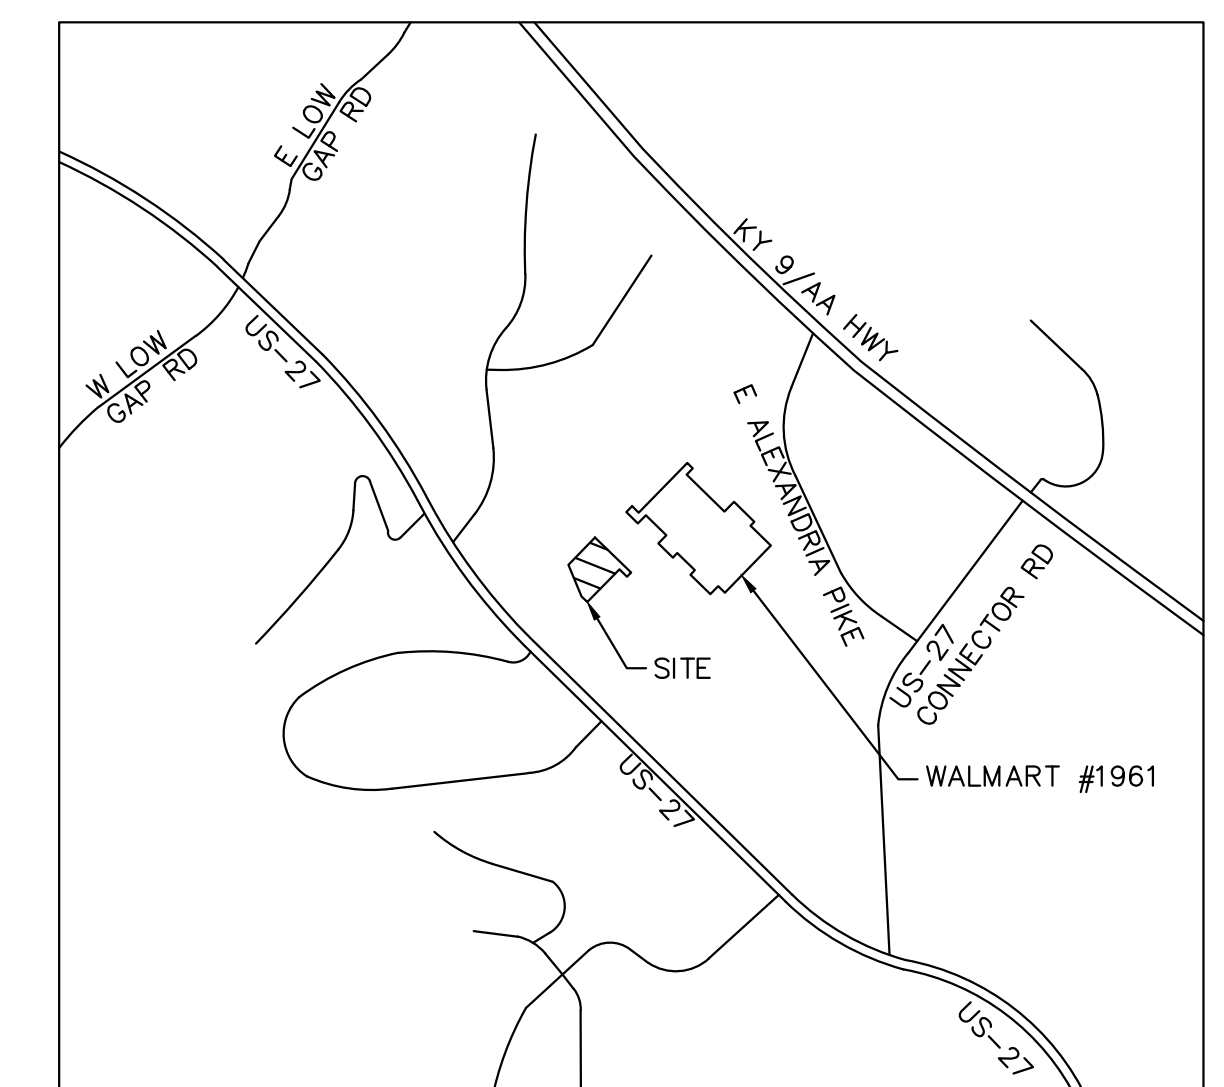 E LOW
GAP RD
KY 9/AA HWY
US-27
W LOW
GAP RD
E ALEXANDRIA PIKE
US-27
CONNECTOR RD
SITE
WALMART #1961
US-27
US-27